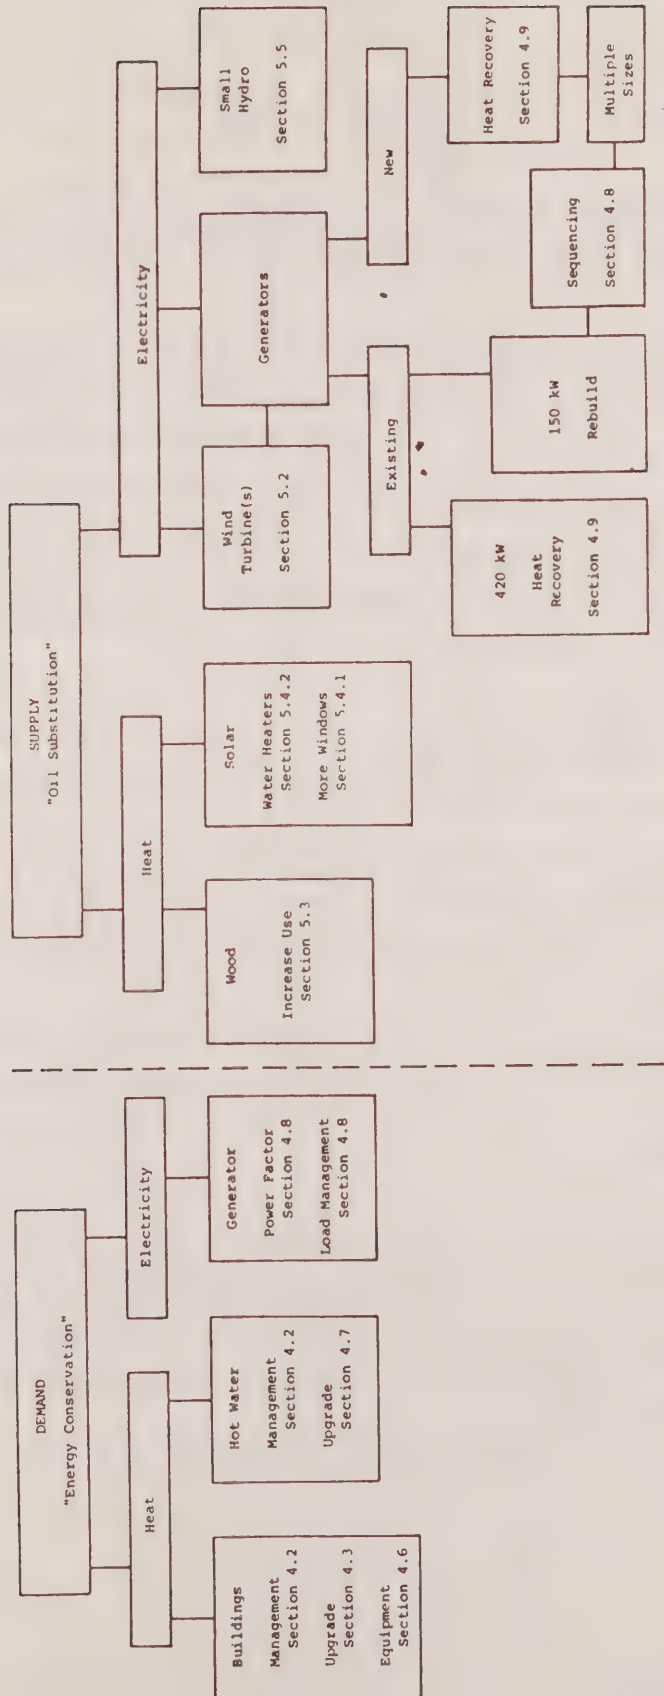 DEMAND
"Energy Conservation"
Heat
Electricity
Buildings
Management
Section 4.2
Upgrade
Section 4.3
Equipment
Section 4.6
Hot Water
Management
Section 4.2
Upgrade
Section 4.7
Generator
Power Factor
Section 4.8
Load Management
Section 4.8
SUPPLY
"Oil Substitution"
Heat
Electricity
Wood
Increase Use
Section 5.3
Solar
Water Heaters
Section 5.4.2
More Windows
Section 5.4.1
Wind
Turbine(s)
Section 5.2
Generators
Small
Hydro
Section 5.5
Existing
New
420 kW
Heat
Recovery
Section 4.9
150 kW
Rebuild
Sequencing
Section 4.8
Heat Recovery
Section 4.9
Multiple
Sizes